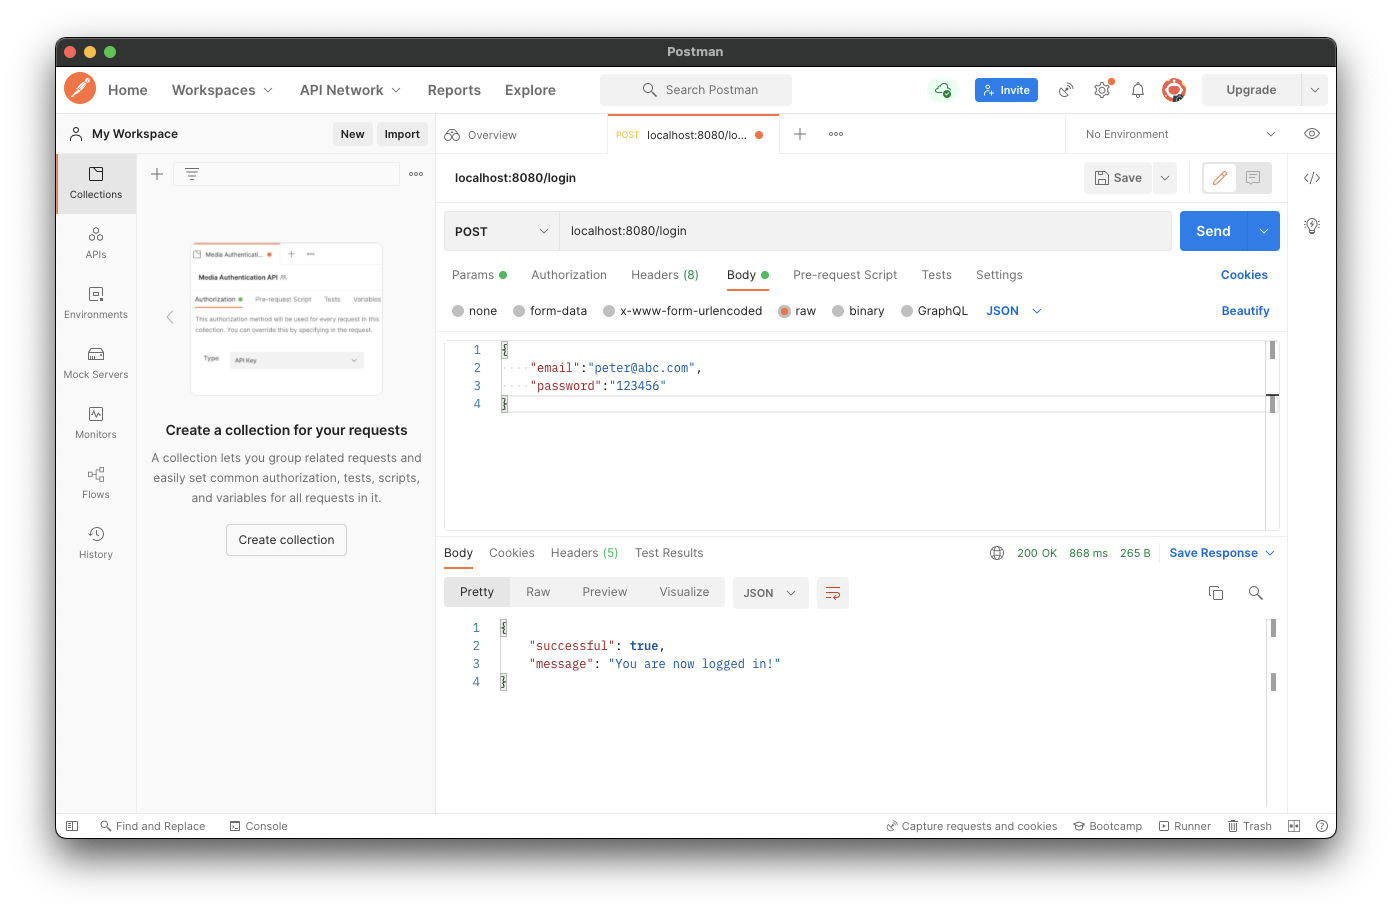 Postman
Home Workspaces API Network Reports Explore Search Postman Invite Upgrade
My Workspace New Import Overview POST localhost:8080/lo... No Environment
Collections
APIs
Environments
Mock Servers
Monitors
Flows
History
Media Authenticati...
Media Authentication API
Authorization Pre-request Script Tests Variables
This authorization method will be used for every request in this
collection. You can override this by specifying in the request.
Type API Key
Create a collection for your requests
A collection lets you group related requests and
easily set common authorization, tests, scripts,
and variables for all requests in it.
Create collection
localhost:8080/login Save
POST localhost:8080/login Send
Params Authorization Headers (8) Body Pre-request Script Tests Settings Cookies
none form-data x-www-form-urlencoded raw binary GraphQL JSON Beautify
1 {
2 "email":"peter@abc.com",
3 "password":"123456"
4 }
Body Cookies Headers (5) Test Results 200 OK 868 ms 265 B Save Response
Pretty Raw Preview Visualize JSON
1 {
2 "successful": true,
3 "message": "You are now logged in!"
4 }
Find and Replace Console Capture requests and cookies Bootcamp Runner Trash